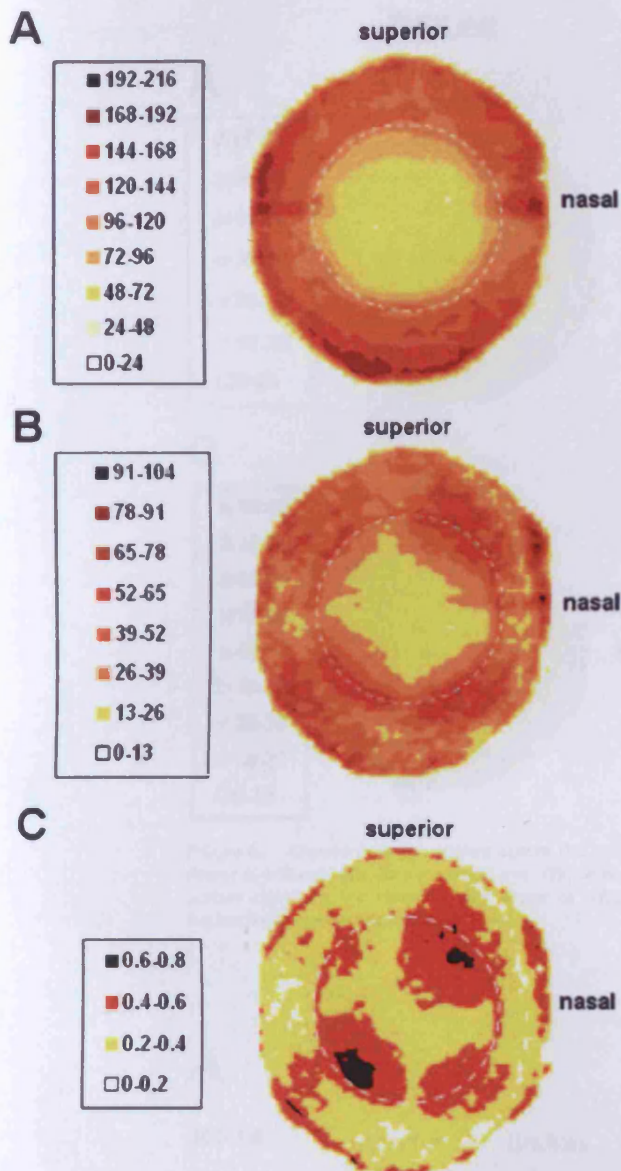 A
superior
192-216
168-192
144-168
120-144
96-120
72-96
48-72
24-48
0-24
nasal
B
superior
91-104
78-91
65-78
52-65
39-52
26-39
13-26
0-13
nasal
C
superior
0.6-0.8
0.4-0.6
0.2-0.4
0-0.2
nasal